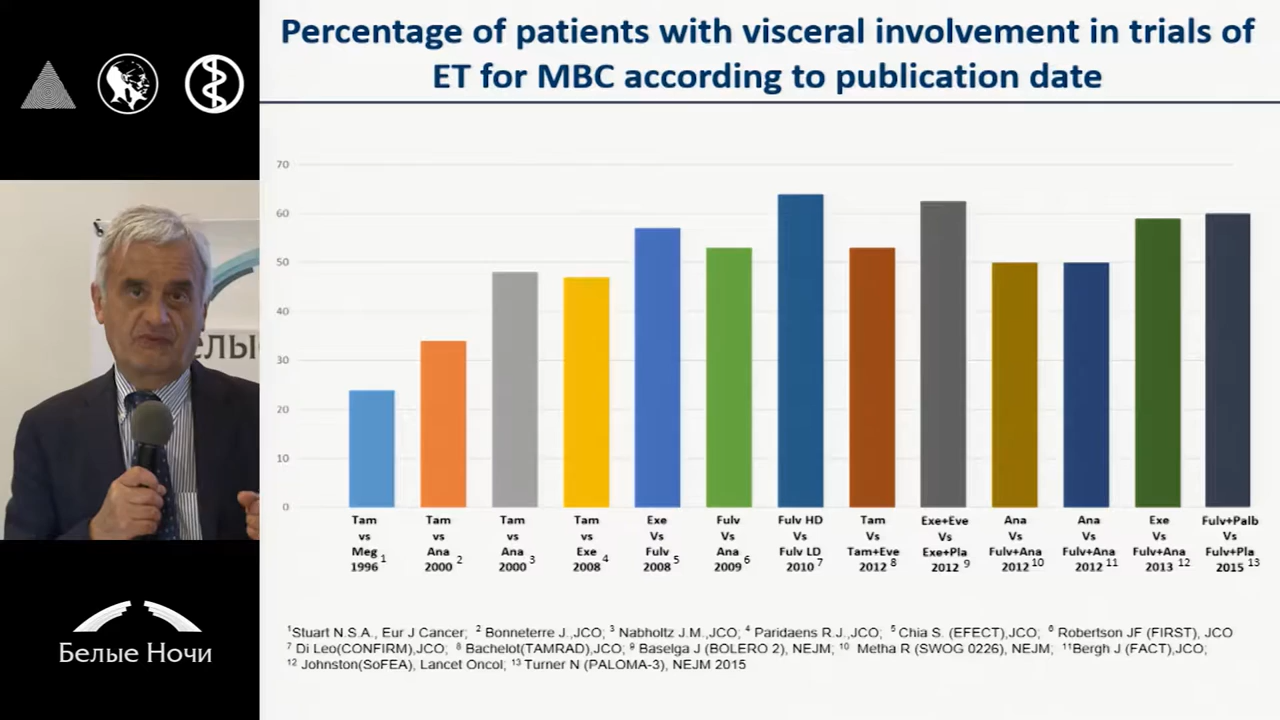 Percentage of patients with visceral involvement in trials of
ET for MBC according to publication date
70
60
50
40
30
20
10
0
Tam vs Meg 1996 1
Tam vs Ana 2000 2
Tam vs Ana 2000 3
Tam vs Exe 2008 4
Exe Vs Fulv 2008 5
Fulv Vs Ana 2009 6
Fulv HD Vs Fulv LD 2010 7
Tam Vs Tam+Eve 2012 8
Exe+Eve Vs Exe+Pla 2012 9
Ana Vs Fulv+Ana 2012 10
Ana Vs Fulv+Ana 2012 11
Exe Vs Fulv+Ana 2013 12
Fulv+Palb Vs Fulv+Pla 2015 13
1Stuart N.S.A., Eur J Cancer; 2 Bonneterre J.,JCO; 3 Nabholtz J.M.,JCO; 4 Paridaens R.J.,JCO; 5 Chia S. (EFECT),JCO; 6 Robertson JF (FIRST), JCO
7 Di Leo(CONFIRM),JCO; 8 Bachelot(TAMRAD),JCO; 9 Baselga J (BOLERO 2), NEJM; 10 Metha R (SWOG 0226), NEJM; 11Bergh J (FACT),JCO;
12 Johnston(SoFEA), Lancet Oncol; 13 Turner N (PALOMA-3), NEJM 2015
елы
Белые Ночи